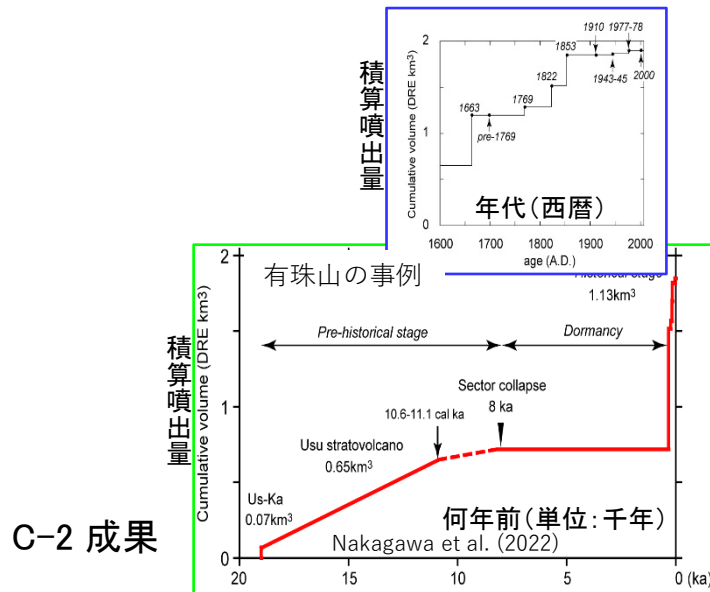 積算噴出量
Cumulative volume (DRE km³)
2
1
0
1663
pre-1769
1769
1822
1853
1910
1943-45
1977-78
2000
年代(西暦)
1600 1700 1800 1900 2000
age (A.D.)
有珠山の事例
stage
1.13km³
積算噴出量
Cumulative volume (DRE km³)
2
1
0
Pre-historical stage
Dormancy
Sector collapse
8 ka
10.6-11.1 cal ka
Usu stratovolcano
0.65km³
Us-Ka
0.07km³
何年前(単位:千年)
Nakagawa et al. (2022)
20 15 10 5 0 (ka)
C-2 成果